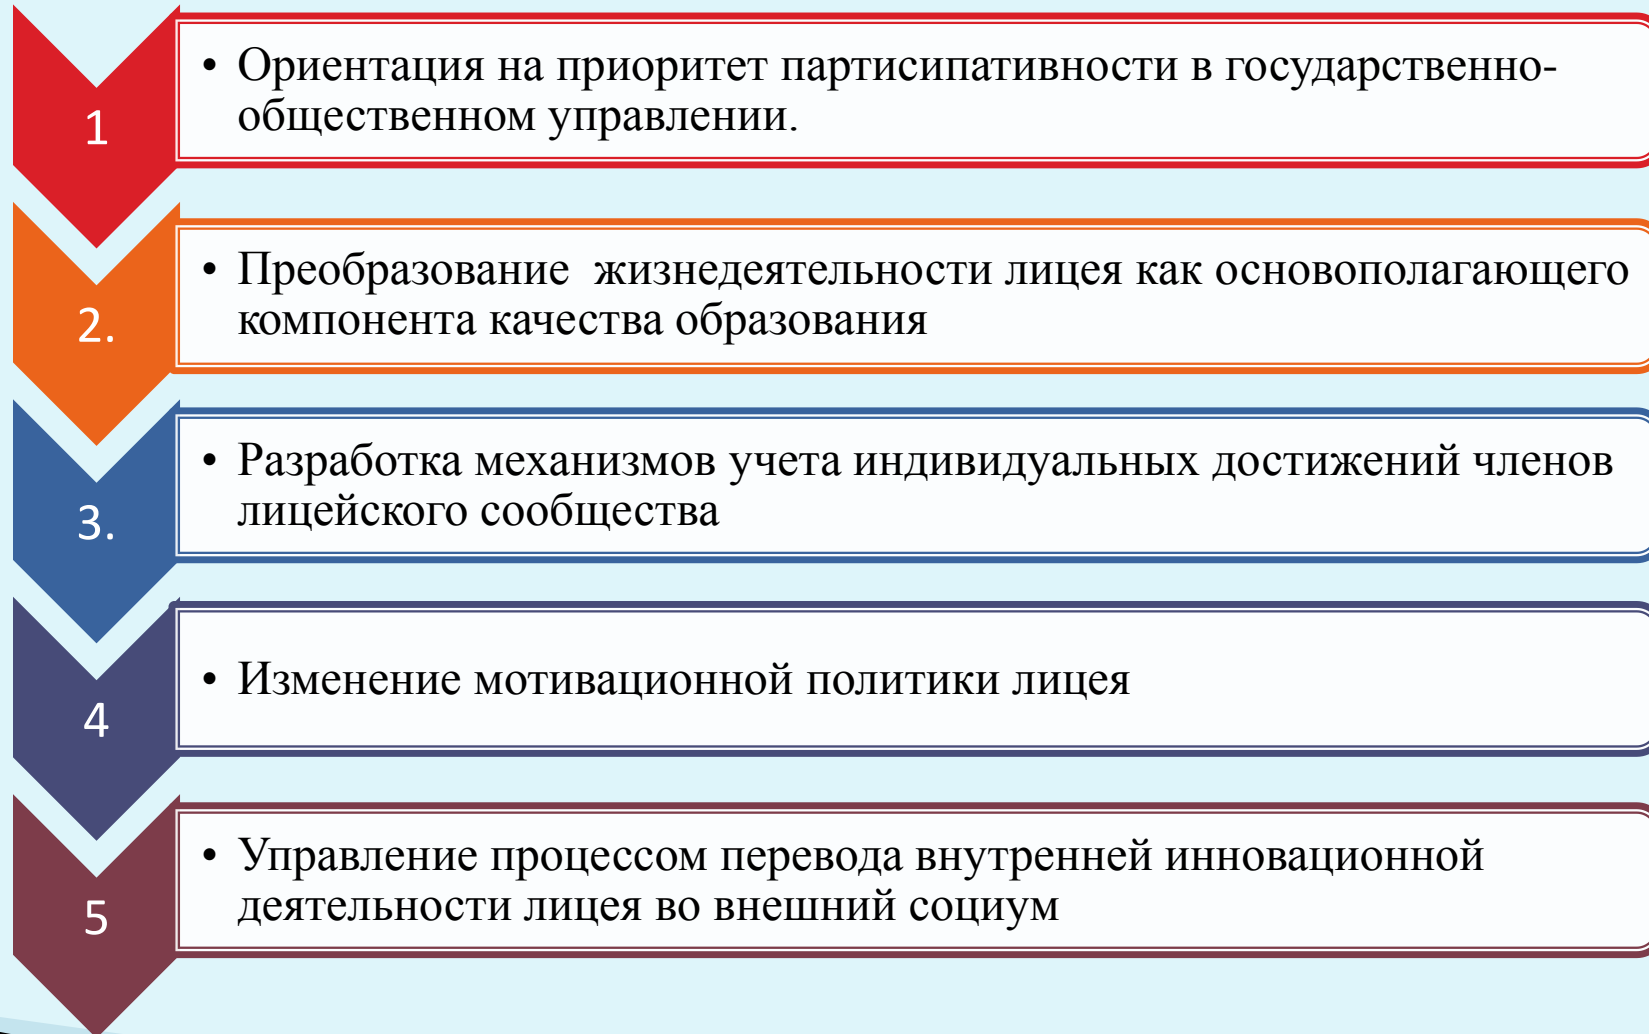 1
• Ориентация на приоритет партисипативности в государственно-
общественном управлении.
2.
• Преобразование  жизнедеятельности лицея как основополагающего
компонента качества образования
3.
• Разработка механизмов учета индивидуальных достижений членов
лицейского сообщества
4
• Изменение мотивационной политики лицея
5
• Управление процессом перевода внутренней инновационной
деятельности лицея во внешний социум